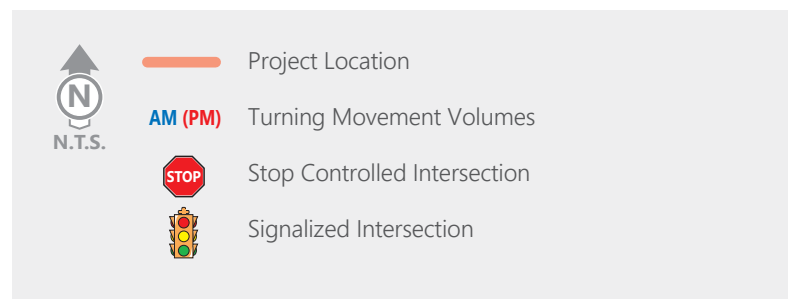 N
N.T.S.
Project Location
AM (PM) Turning Movement Volumes
STOP Stop Controlled Intersection
Signalized Intersection